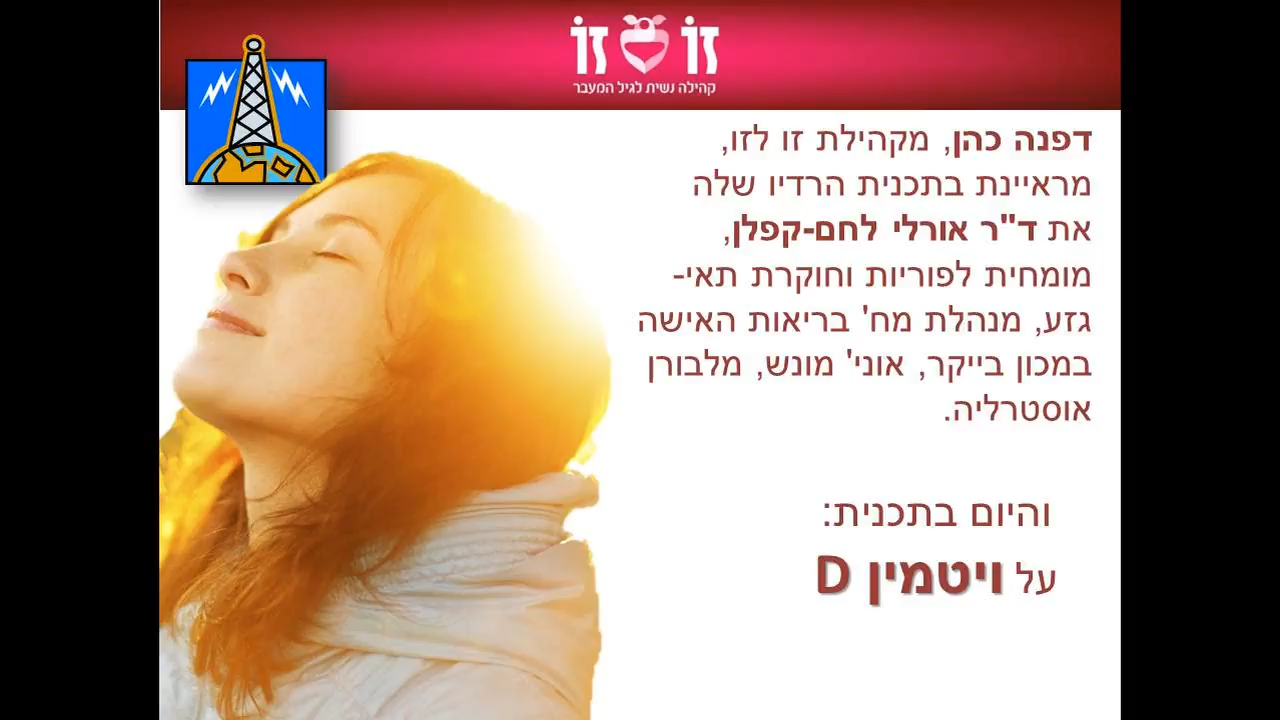 זו זו
קהילה נשית לגיל המעבר
דפנה כהן, מקהילת זו לזו,
מראיינת בתכנית הרדיו שלה
את ד"ר אורלי לחם-קפלן,
מומחית לפוריות וחוקרת תאי-
גזע, מנהלת מח' בריאות האישה
במכון בייקר, אוני' מונש, מלבורן
אוסטרליה.
והיום בתכנית:
על ויטמין D